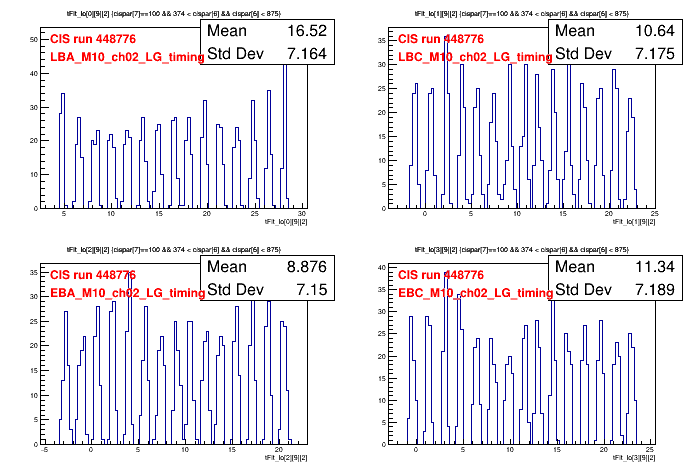 tFit_lo[0][9][2] {cispar[7]==100 && 374 < cispar[6] && cispar[6] < 875}
CIS run 448776
LBA_M10_ch02_LG_timing
Mean 16.52
Std Dev 7.164
50
40
30
20
10
0
5 10 15 20 25 30
tFit_lo[0][9][2]
tFit_lo[1][9][2] {cispar[7]==100 && 374 < cispar[6] && cispar[6] < 875}
CIS run 448776
LBC_M10_ch02_LG_timing
Mean 10.64
Std Dev 7.175
35
30
25
20
15
10
5
0
0 5 10 15 20 25
tFit_lo[1][9][2]
tFit_lo[2][9][2] {cispar[7]==100 && 374 < cispar[6] && cispar[6] < 875}
CIS run 448776
EBA_M10_ch02_LG_timing
Mean 8.876
Std Dev 7.15
35
30
25
20
15
10
5
0
-5 0 5 10 15 20
tFit_lo[2][9][2]
tFit_lo[3][9][2] {cispar[7]==100 && 374 < cispar[6] && cispar[6] < 875}
CIS run 448776
EBC_M10_ch02_LG_timing
Mean 11.34
Std Dev 7.189
40
35
30
25
20
15
10
5
0
0 5 10 15 20 25
tFit_lo[3][9][2]